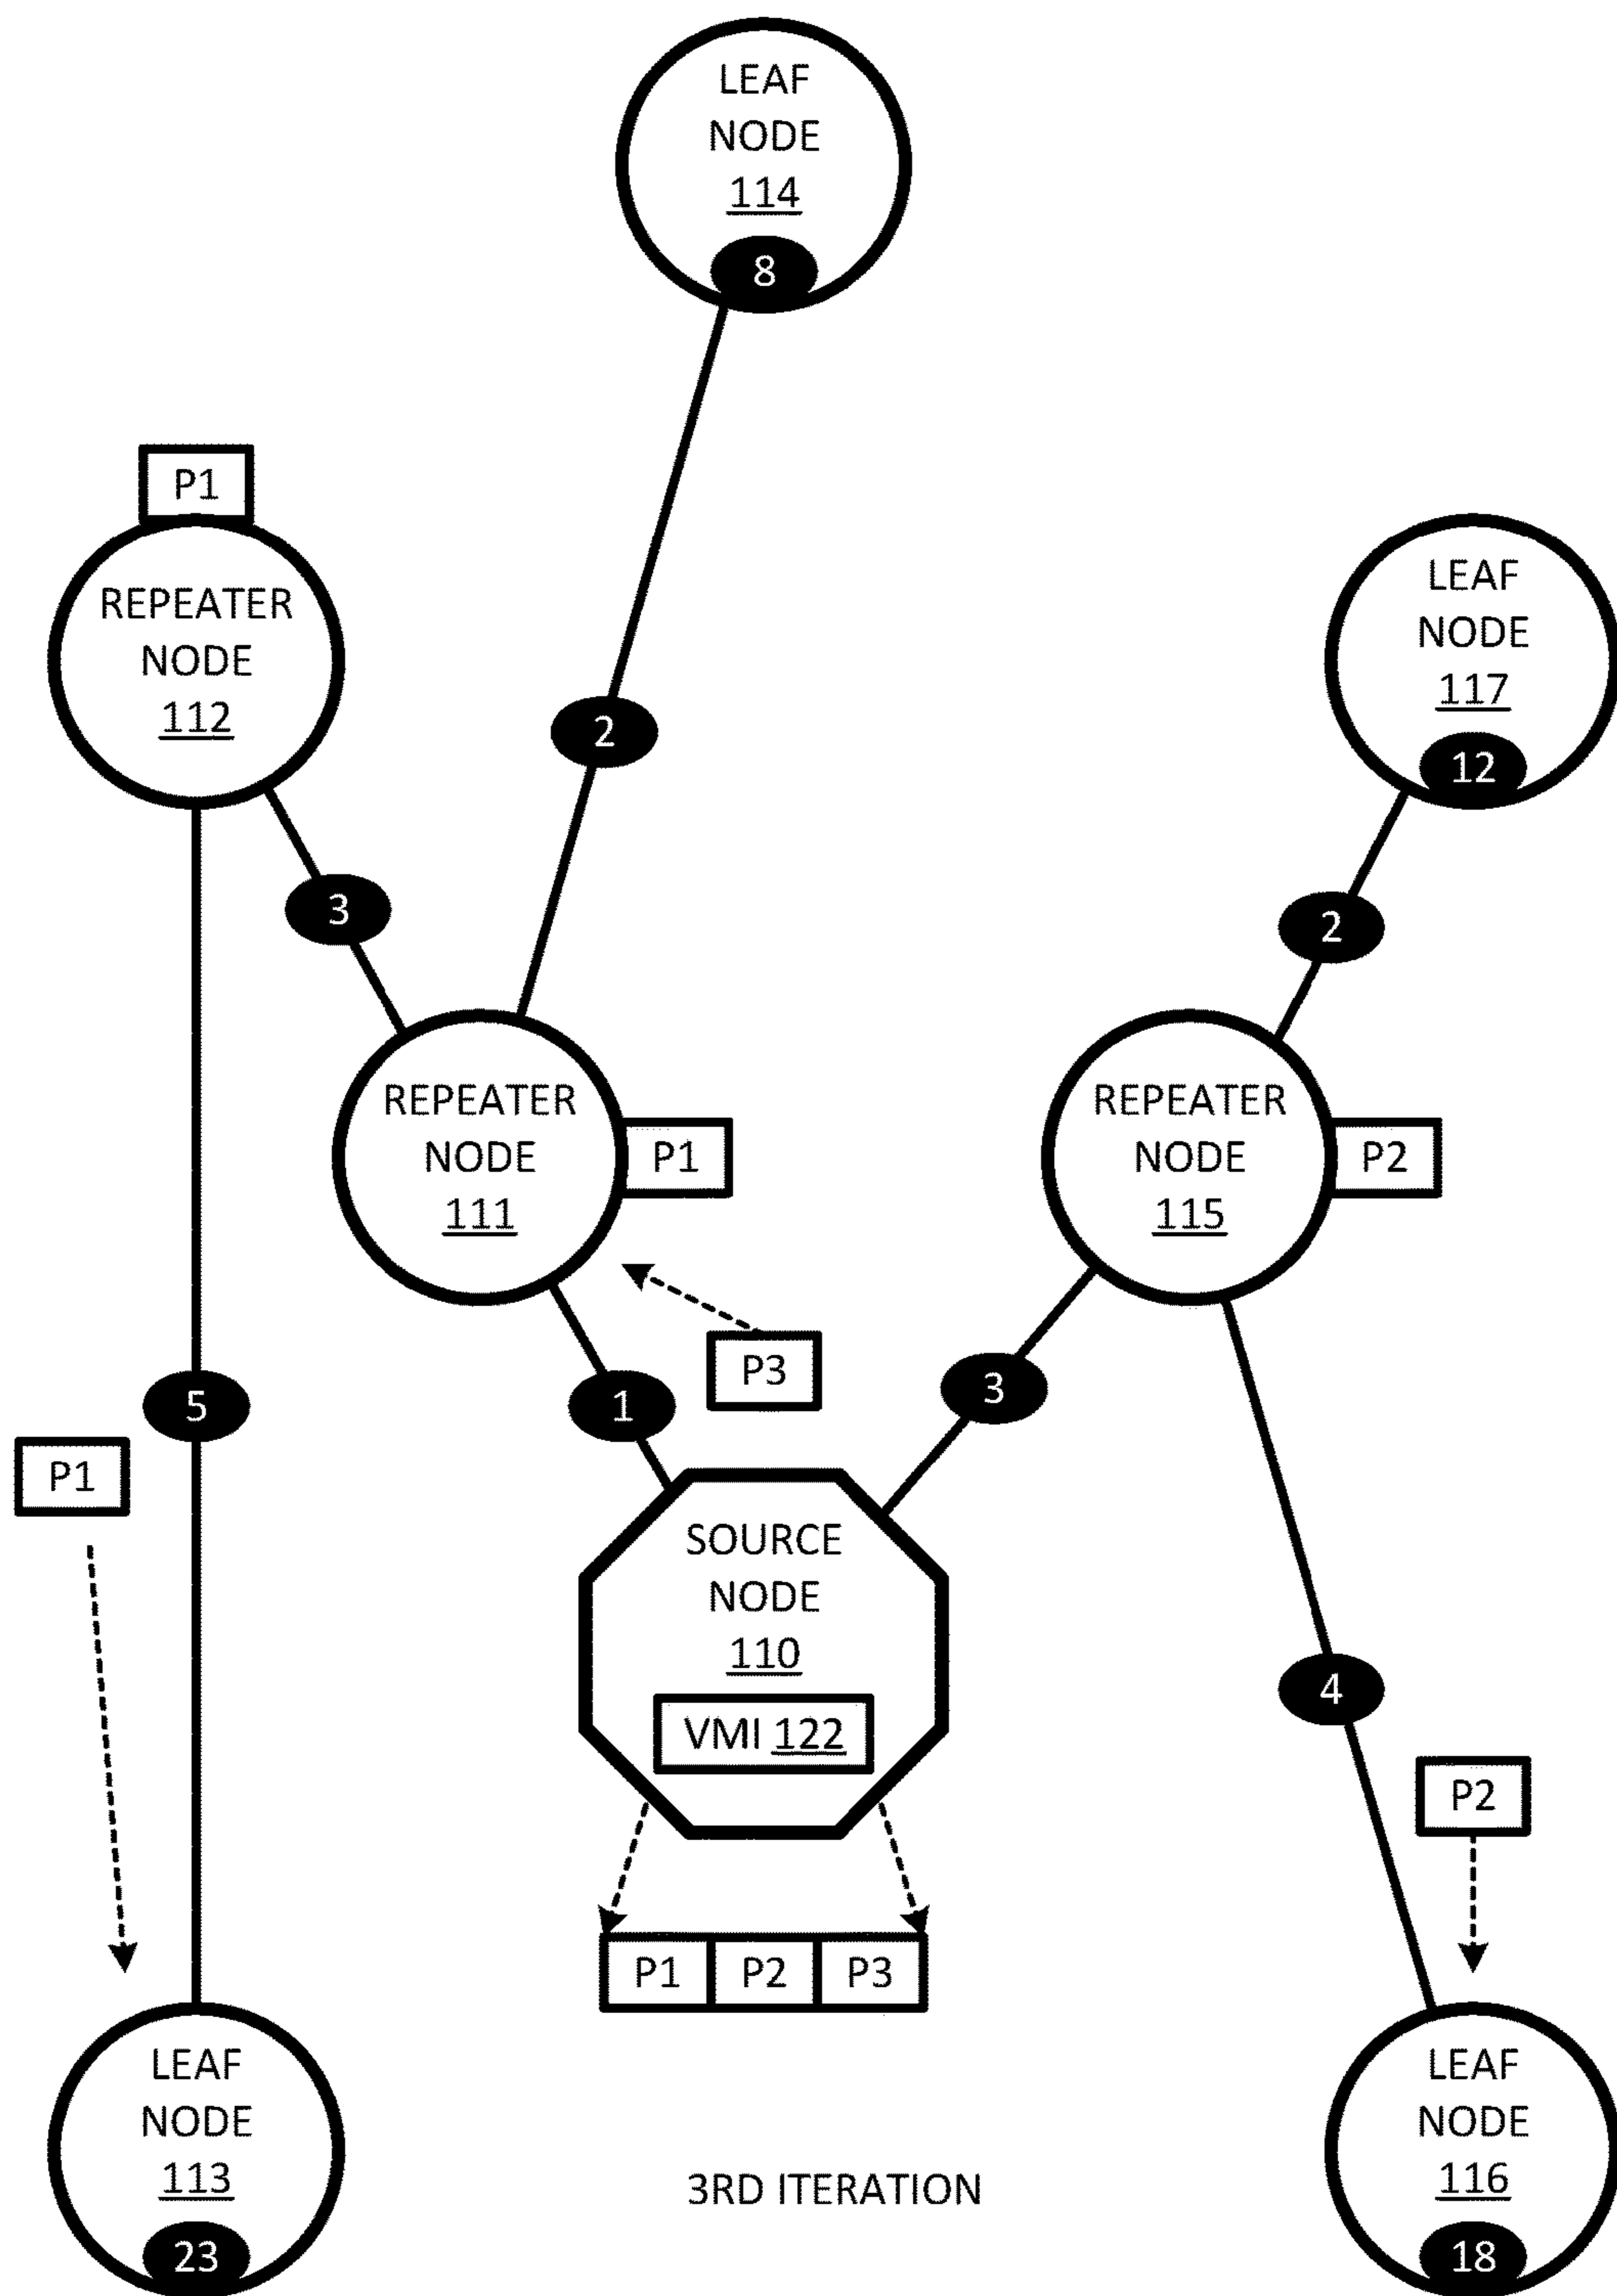 LEAF
NODE
114
8
P1
REPEATER
NODE
112
LEAF
NODE
117
12
2
3
2
REPEATER
NODE
111
P1
REPEATER
NODE
115
P2
P3
5
1
3
P1
SOURCE
NODE
110
VMI 122
4
P2
P1 P2 P3
LEAF
NODE
113
23
3RD ITERATION
LEAF
NODE
116
18